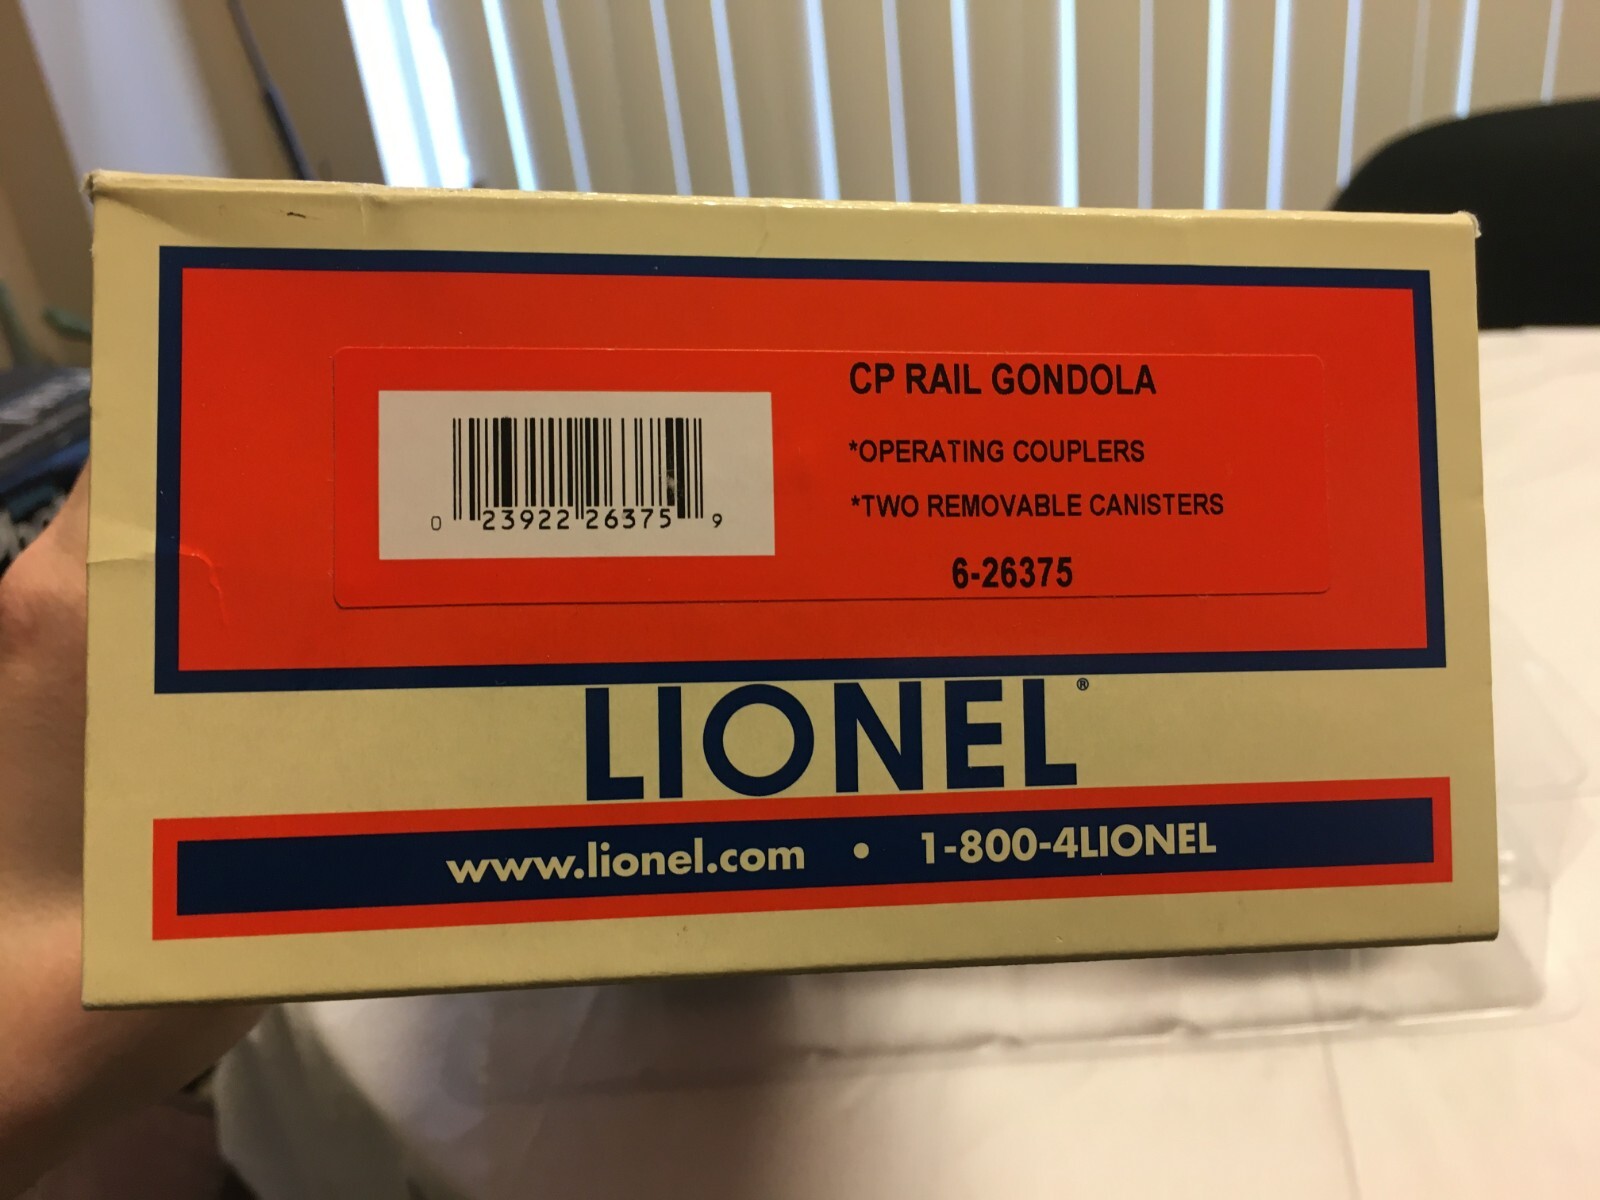 CP RAIL GONDOLA
*OPERATING COUPLERS
*TWO REMOVABLE CANISTERS
6-26375
0 23922 26375 9
LIONEL®
www.lionel.com • 1-800-4LIONEL